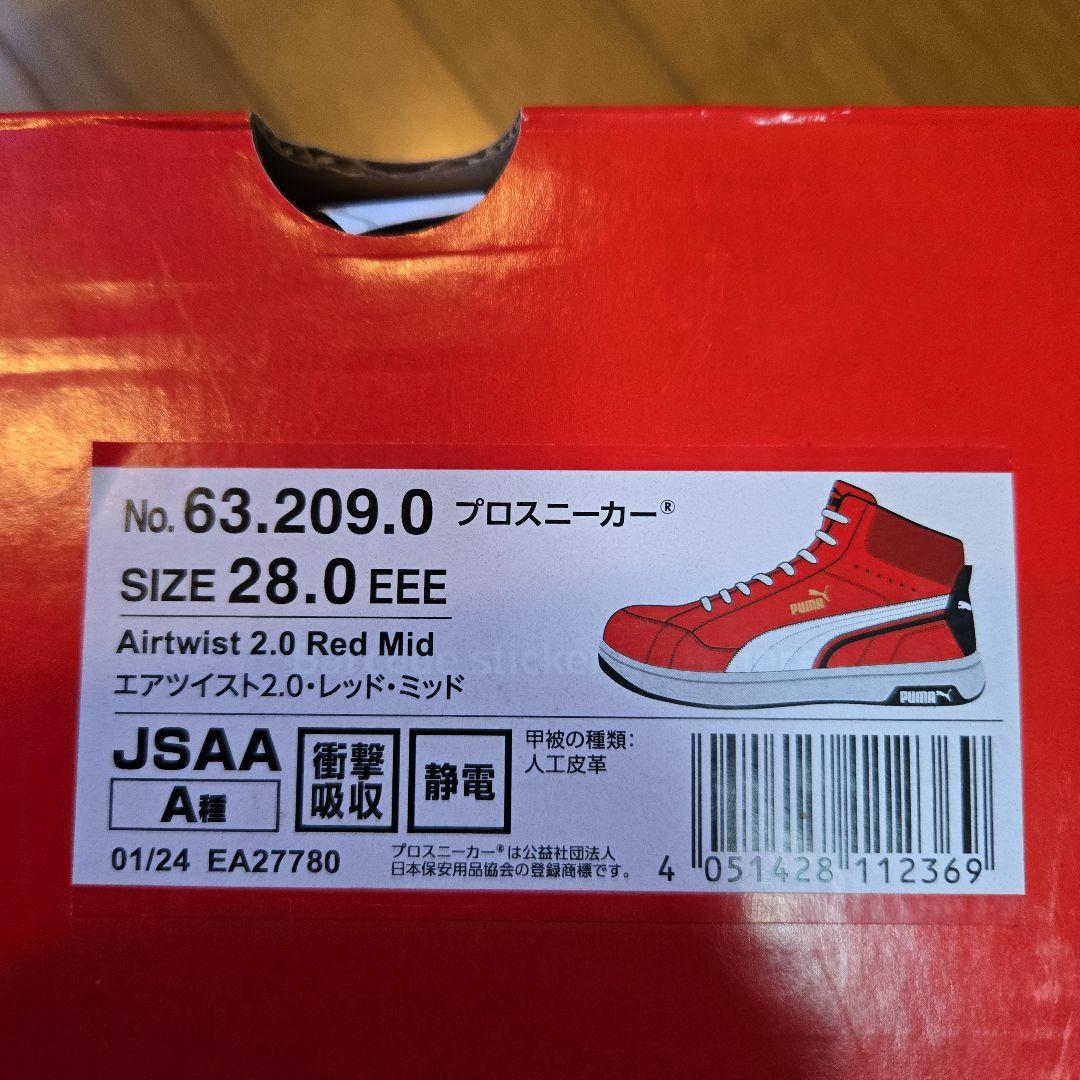 No. 63.209.0 プロスニーカー®
SIZE 28.0 EEE
Airtwist 2.0 Red Mid
エアツイスト2.0・レッド・ミッド
PUMA
PUMA
JSAA
A種
衝撃
吸収
静電
甲被の種類:
人工皮革
01/24 EA27780
プロスニーカー®は公益社団法人
日本保安用品協会の登録商標です。
4 051428 112369